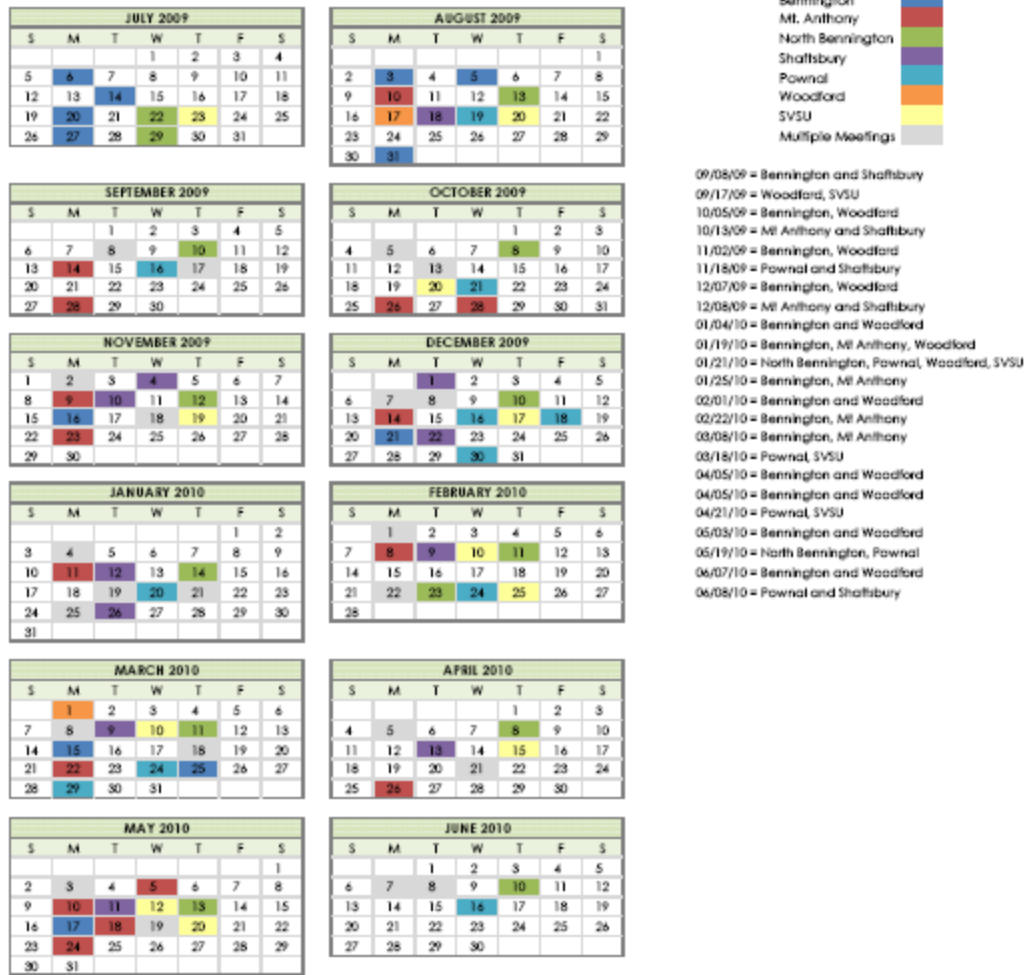 JULY 2009
S M T W T F S
1 2 3 4
5 6 7 8 9 10 11
12 13 14 15 16 17 18
19 20 21 22 23 24 25
26 27 28 29 30 31
AUGUST 2009
S M T W T F S
1
2 3 4 5 6 7 8
9 10 11 12 13 14 15
16 17 18 19 20 21 22
23 24 25 26 27 28 29
30 31
SEPTEMBER 2009
S M T W T F S
1 2 3 4 5
6 7 8 9 10 11 12
13 14 15 16 17 18 19
20 21 22 23 24 25 26
27 28 29 30
OCTOBER 2009
S M T W T F S
1 2 3
4 5 6 7 8 9 10
11 12 13 14 15 16 17
18 19 20 21 22 23 24
25 26 27 28 29 30 31
NOVEMBER 2009
S M T W T F S
1 2 3 4 5 6 7
8 9 10 11 12 13 14
15 16 17 18 19 20 21
22 23 24 25 26 27 28
29 30
DECEMBER 2009
S M T W T F S
1 2 3 4 5
6 7 8 9 10 11 12
13 14 15 16 17 18 19
20 21 22 23 24 25 26
27 28 29 30 31
JANUARY 2010
S M T W T F S
1 2
3 4 5 6 7 8 9
10 11 12 13 14 15 16
17 18 19 20 21 22 23
24 25 26 27 28 29 30
31
FEBRUARY 2010
S M T W T F S
1 2 3 4 5 6
7 8 9 10 11 12 13
14 15 16 17 18 19 20
21 22 23 24 25 26 27
28
MARCH 2010
S M T W T F S
1 2 3 4 5 6
7 8 9 10 11 12 13
14 15 16 17 18 19 20
21 22 23 24 25 26 27
28 29 30 31
APRIL 2010
S M T W T F S
1 2 3
4 5 6 7 8 9 10
11 12 13 14 15 16 17
18 19 20 21 22 23 24
25 26 27 28 29 30
MAY 2010
S M T W T F S
1
2 3 4 5 6 7 8
9 10 11 12 13 14 15
16 17 18 19 20 21 22
23 24 25 26 27 28 29
30 31
JUNE 2010
S M T W T F S
1 2 3 4 5
6 7 8 9 10 11 12
13 14 15 16 17 18 19
20 21 22 23 24 25 26
27 28 29 30
Bennington
Mt. Anthony
North Bennington
Shaftsbury
Pownal
Woodford
SVSU
Multiple Meetings
09/08/09 = Bennington and Shaftsbury
09/17/09 = Woodford, SVSU
10/05/09 = Bennington, Woodford
10/13/09 = Mt Anthony and Shaftsbury
11/02/09 = Bennington, Woodford
11/18/09 = Pownal and Shaftsbury
12/07/09 = Bennington, Woodford
12/08/09 = Mt Anthony and Shaftsbury
01/04/10 = Bennington and Woodford
01/19/10 = Bennington, Mt Anthony, Woodford
01/21/10 = North Bennington, Pownal, Woodford, SVSU
01/25/10 = Bennington, Mt Anthony
02/01/10 = Bennington and Woodford
02/22/10 = Bennington, Mt Anthony
03/08/10 = Bennington, Mt Anthony
03/18/10 = Pownal, SVSU
04/05/10 = Bennington and Woodford
04/05/10 = Bennington and Woodford
04/21/10 = Pownal, SVSU
05/03/10 = Bennington and Woodford
05/19/10 = North Bennington, Pownal
06/07/10 = Bennington and Woodford
06/08/10 = Pownal and Shaftsbury